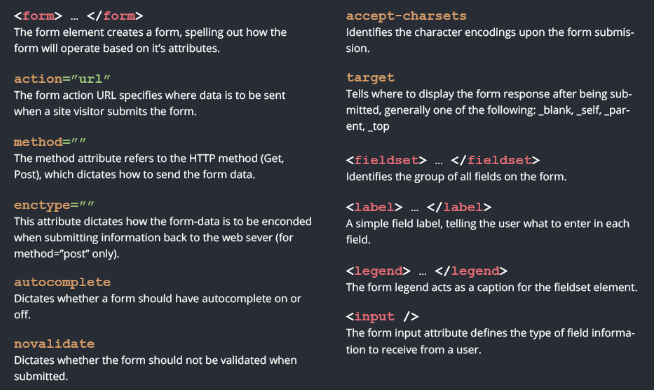 <form> … </form>
The form element creates a form, spelling out how the
form will operate based on it’s attributes.
action=”url”
The form action URL specifies where data is to be sent
when a site visitor submits the form.
method=””
The method attribute refers to the HTTP method (Get,
Post), which dictates how to send the form data.
enctype=””
This attribute dictates how the form-data is to be enconded
when submitting information back to the web sever (for
method=”post” only).
autocomplete
Dictates whether a form should have autocomplete on or
off.
novalidate
Dictates whether the form should not be validated when
submitted.
accept-charsets
Identifies the character encodings upon the form submis-
sion.
target
Tells where to display the form response after being sub-
mitted, generally one of the following: _blank, _self, _par-
ent, _top
<fieldset> … </fieldset>
Identifies the group of all fields on the form.
<label> … </label>
A simple field label, telling the user what to enter in each
field.
<legend> … </legend>
The form legend acts as a caption for the fieldset element.
<input />
The form input attribute defines the type of field informa-
tion to receive from a user.